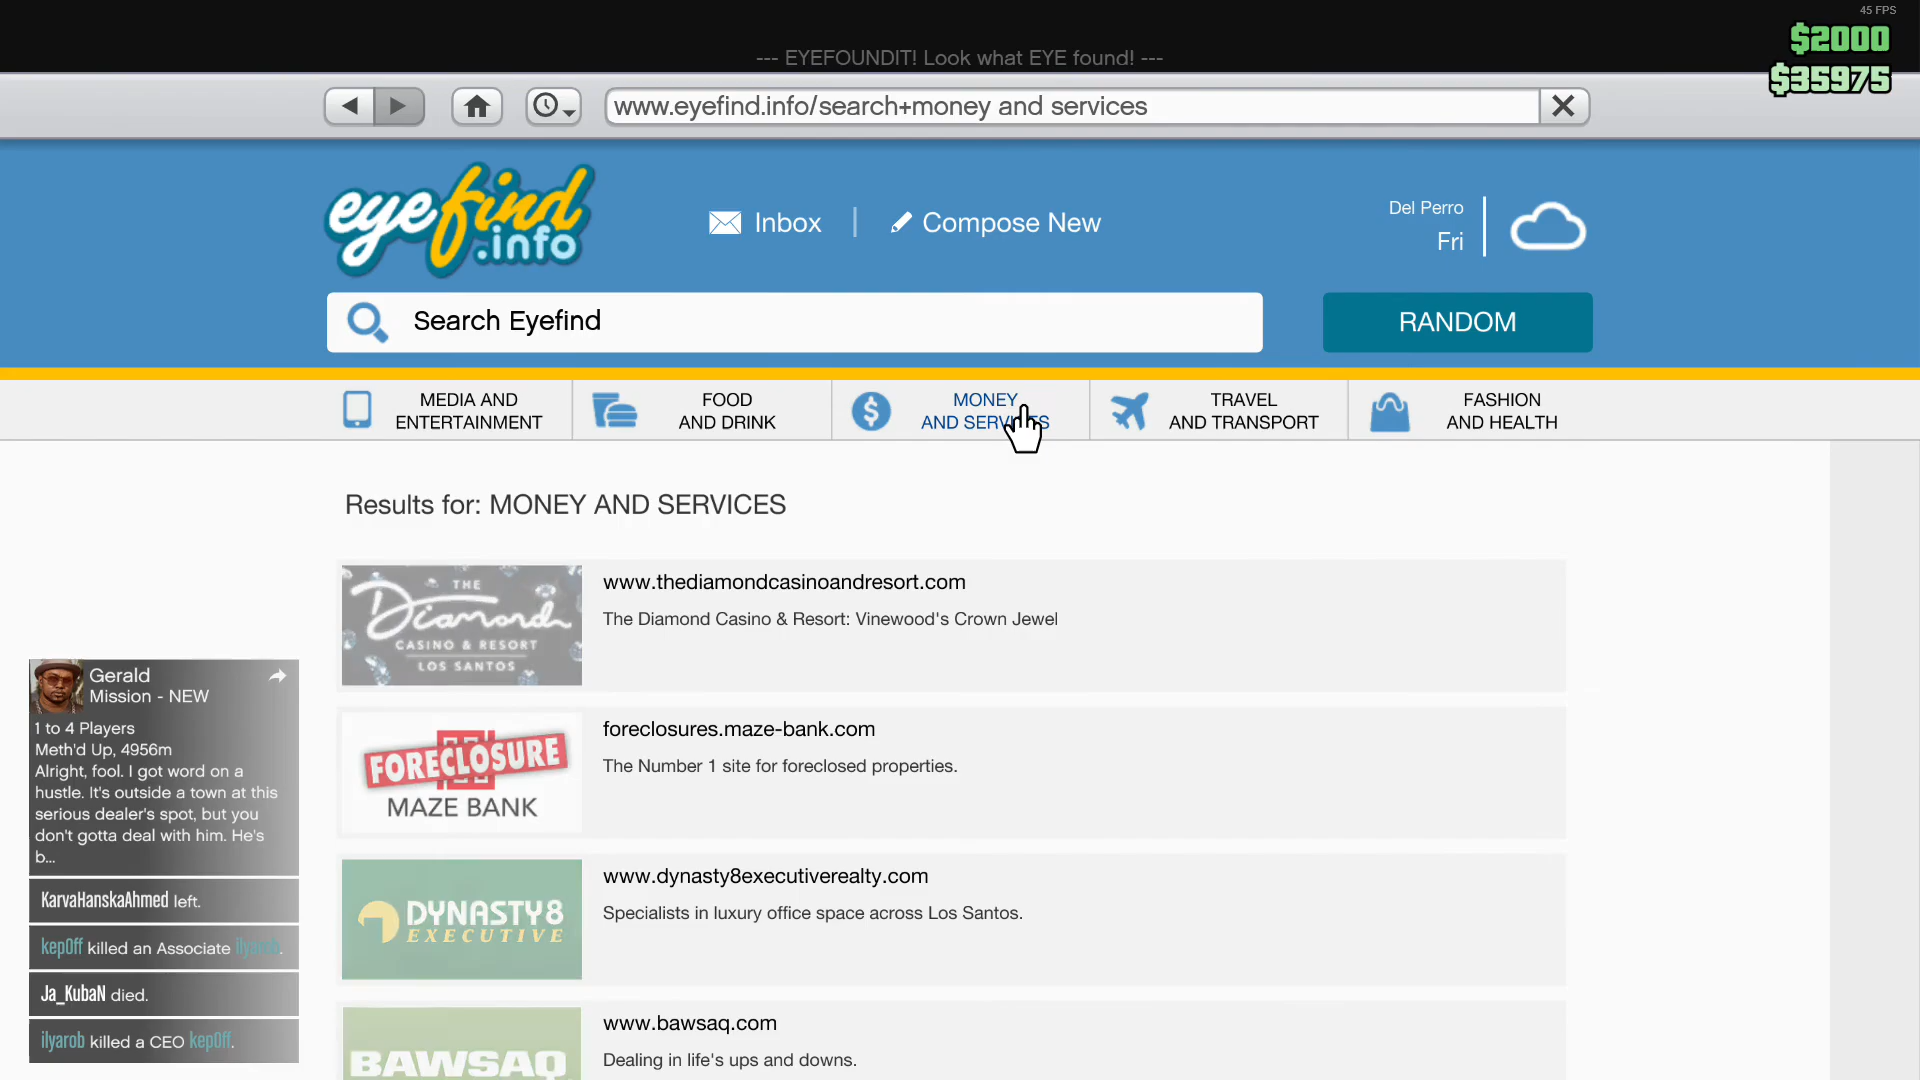 45 FPS
$2000
--- EYEFOUNDIT! Look what EYE found! ---
$35975
www.eyefind.info/search+money and services
eyefind
.info
Inbox
Compose New
Del Perro
Fri
Search Eyefind
RANDOM
MEDIA AND
ENTERTAINMENT
FOOD
AND DRINK
MONEY
AND SERVICES
TRAVEL
AND TRANSPORT
FASHION
AND HEALTH
Results for: MONEY AND SERVICES
THE
Diamond
CASINO & RESORT
LOS SANTOS
www.thediamondcasinoandresort.com
The Diamond Casino & Resort: Vinewood's Crown Jewel
FORECLOSURE
MAZE BANK
foreclosures.maze-bank.com
The Number 1 site for foreclosed properties.
DYNASTY8
EXECUTIVE
www.dynasty8executiverealty.com
Specialists in luxury office space across Los Santos.
BAWSAQ
www.bawsaq.com
Dealing in life's ups and downs.
Gerald
Mission - NEW
1 to 4 Players
Meth'd Up, 4956m
Alright, fool. I got word on a
hustle. It's outside a town at this
serious dealer's spot, but you
don't gotta deal with him. He's
b...
KarvaHanskaAhmed left.
kepOff killed an Associate ilyarob.
Ja_KubaN died.
ilyarob killed a CEO kepOff.